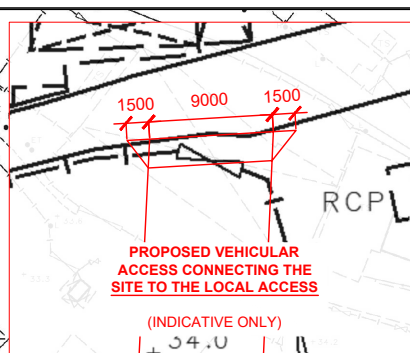 1500 9000 1500
RCP
PROPOSED VEHICULAR
ACCESS CONNECTING THE
SITE TO THE LOCAL ACCESS
(INDICATIVE ONLY)
34.0